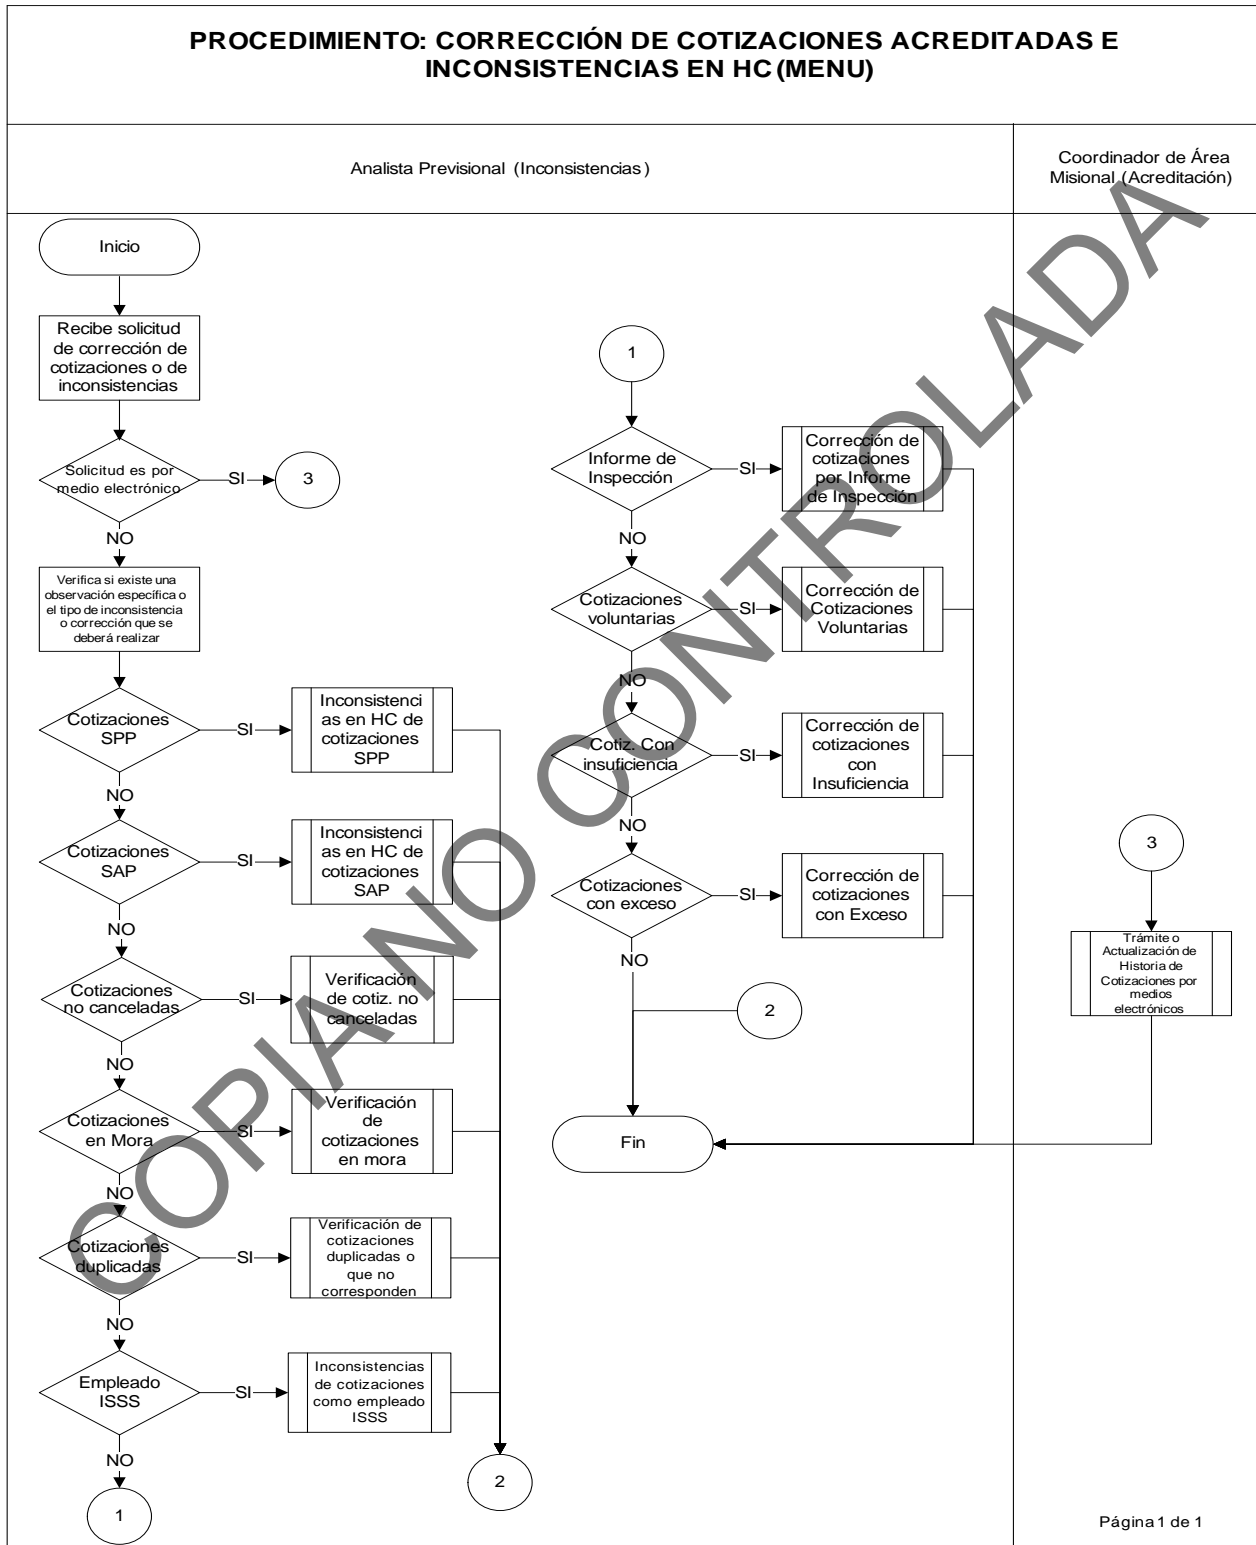 PROCEDIMIENTO: CORRECCIÓN DE COTIZACIONES ACREDITADAS E
INCONSISTENCIAS EN HC (MENU)
Analista Previsional (Inconsistencias)
Coordinador de Área
Misional (Acreditación)
Inicio
Recibe solicitud
de corrección de
cotizaciones o de
inconsistencias
Solicitud es por
medio electrónico
SI
3
NO
Verifica si existe una
observación específica o
el tipo de inconsistencia
o corrección que se
deberá realizar
Cotizaciones
SPP
SI
Inconsistenci
as en HC de
cotizaciones
SPP
NO
Cotizaciones
SAP
SI
Inconsistenci
as en HC de
cotizaciones
SAP
NO
Cotizaciones
no canceladas
SI
Verificación
de cotiz. no
canceladas
NO
Cotizaciones
en Mora
SI
Verificación
de
cotizaciones
en mora
NO
Cotizaciones
duplicadas
SI
Verificación de
cotizaciones
duplicadas o
que no
corresponden
NO
Empleado
ISSS
SI
Inconsistencias
de cotizaciones
como empleado
ISSS
NO
1
2
1
Informe de
Inspección
SI
Corrección de
cotizaciones
por Informe
de Inspección
NO
Cotizaciones
voluntarias
SI
Corrección de
Cotizaciones
Voluntarias
NO
Cotiz. Con
insuficiencia
SI
Corrección de
cotizaciones
con
Insuficiencia
NO
Cotizaciones
con exceso
SI
Corrección de
cotizaciones
con Exceso
NO
2
Fin
3
Trámite o
Actualización de
Historia de
Cotizaciones por
medios
electrónicos
COPIA NO CONTROLADA
Página 1 de 1